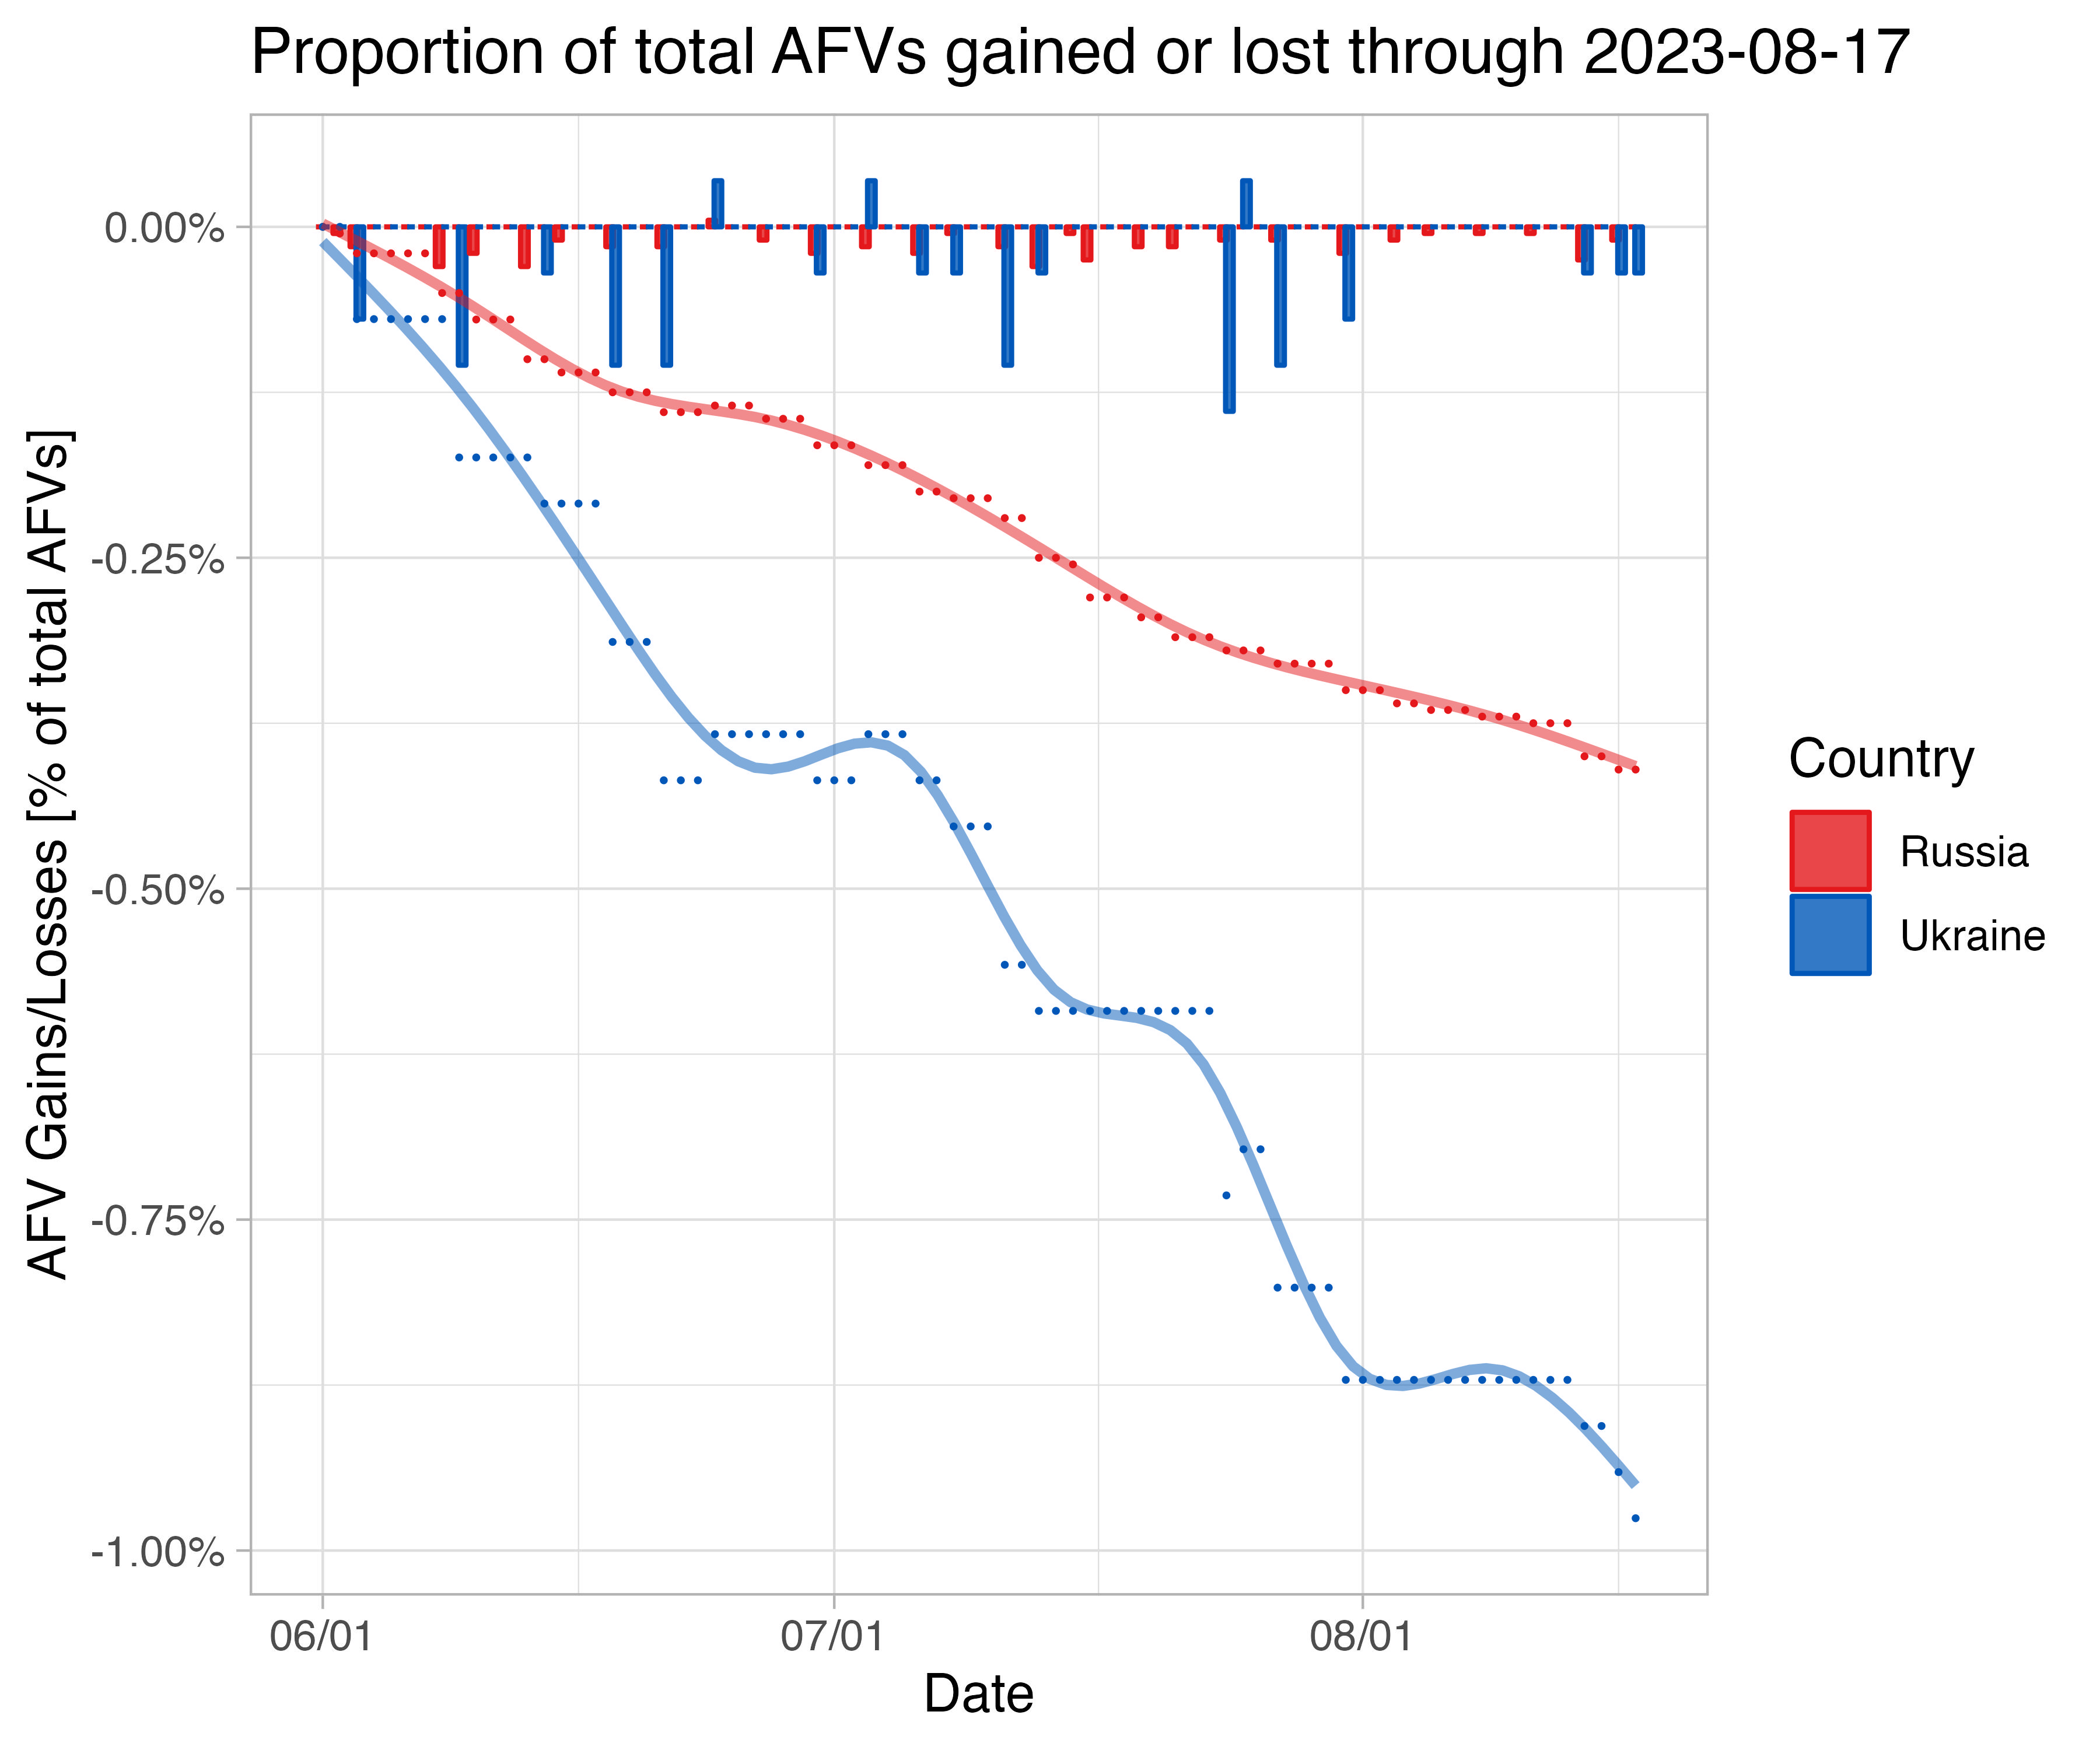 Proportion of total AFVs gained or lost through 2023-08-17
AFV Gains/Losses [% of total AFVs]
0.00%
-0.25%
-0.50%
-0.75%
-1.00%
06/01
07/01
08/01
Date
Country
Russia
Ukraine